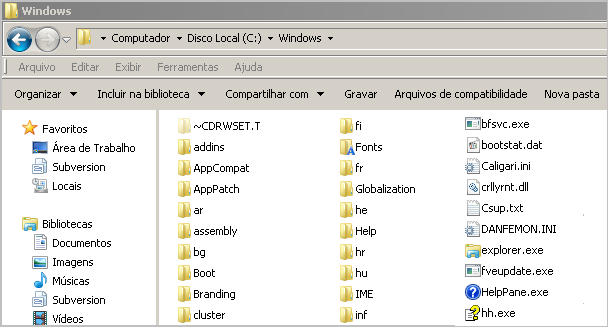 Windows
Computador Disco Local (C:) Windows
Arquivo Editar Exibir Ferramentas Ajuda
Organizar Incluir na biblioteca Compartilhar com Gravar Arquivos de compatibilidade Nova pasta
Favoritos
Área de Trabalho
Subversion
Locais
Bibliotecas
Documentos
Imagens
Músicas
Subversion
Vídeos
~CDRWSET.T
addins
AppCompat
AppPatch
ar
assembly
bg
Boot
Branding
cluster
fi
Fonts
fr
Globalization
he
Help
hr
hu
IME
inf
bfsvc.exe
bootstat.dat
Caligari.ini
crllyrnt.dll
Csup.txt
DANFEMON.INI
explorer.exe
fveupdate.exe
HelpPane.exe
hh.exe